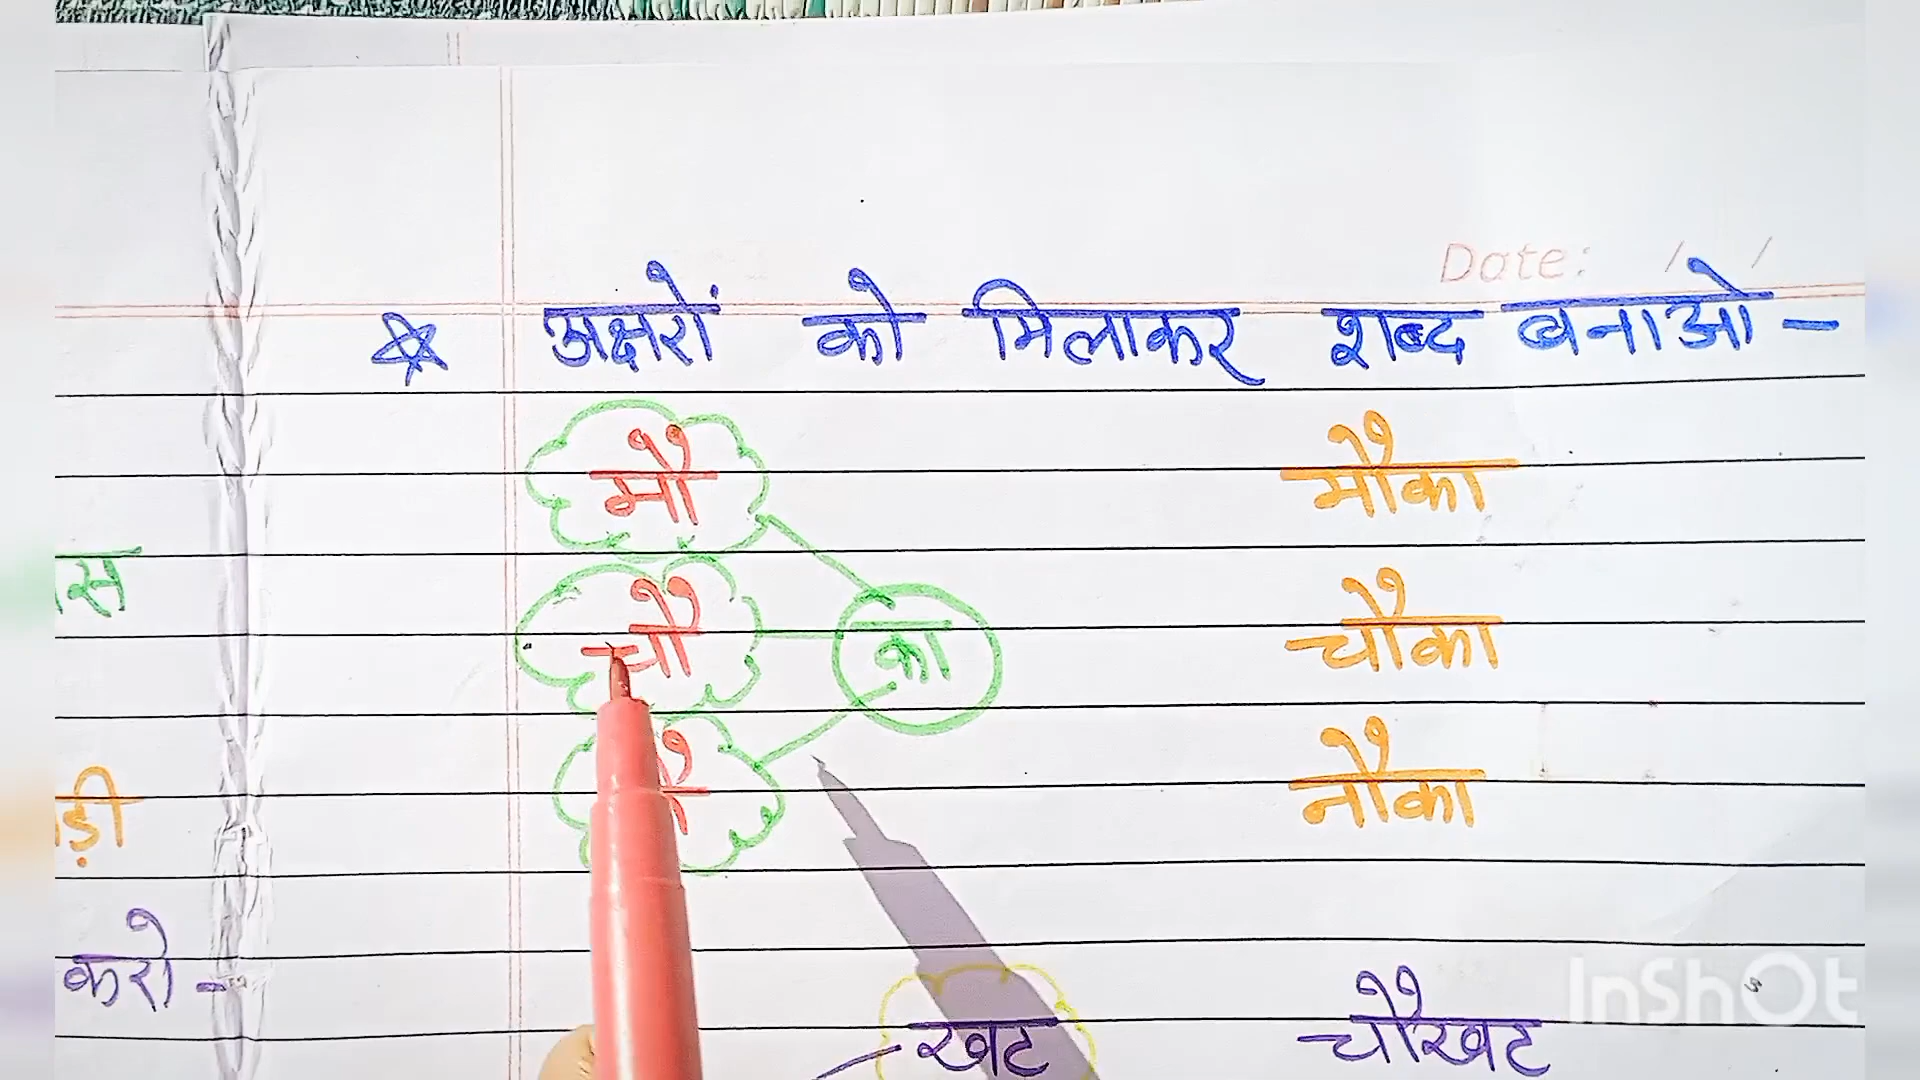 Date: / /
☆ अक्षरों को मिलाकर शब्द बनाओ -
मौ मौका
स
चौ का चौका
नौका
ड़ी
करो -
खट चौखट
InShOt